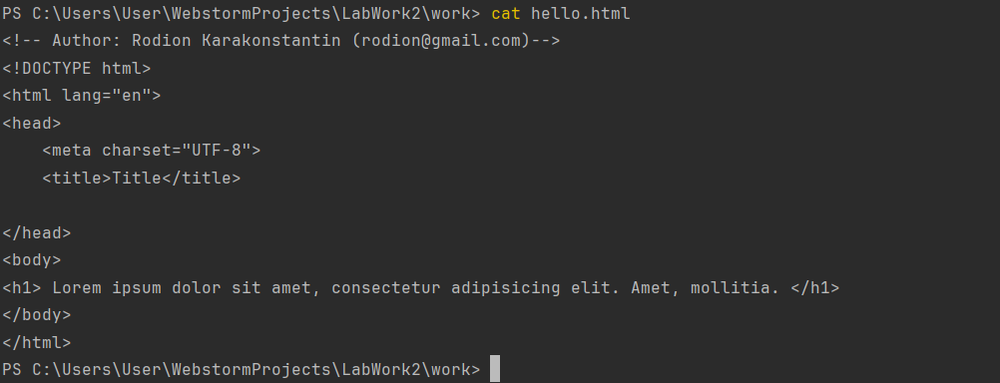 PS C:\Users\User\WebstormProjects\LabWork2\work> cat hello.html
<!-- Author: Rodion Karakonstantin (rodion@gmail.com)-->
<!DOCTYPE html>
<html lang="en">
<head>
    <meta charset="UTF-8">
    <title>Title</title>

</head>
<body>
<h1> Lorem ipsum dolor sit amet, consectetur adipisicing elit. Amet, mollitia. </h1>
</body>
</html>
PS C:\Users\User\WebstormProjects\LabWork2\work>